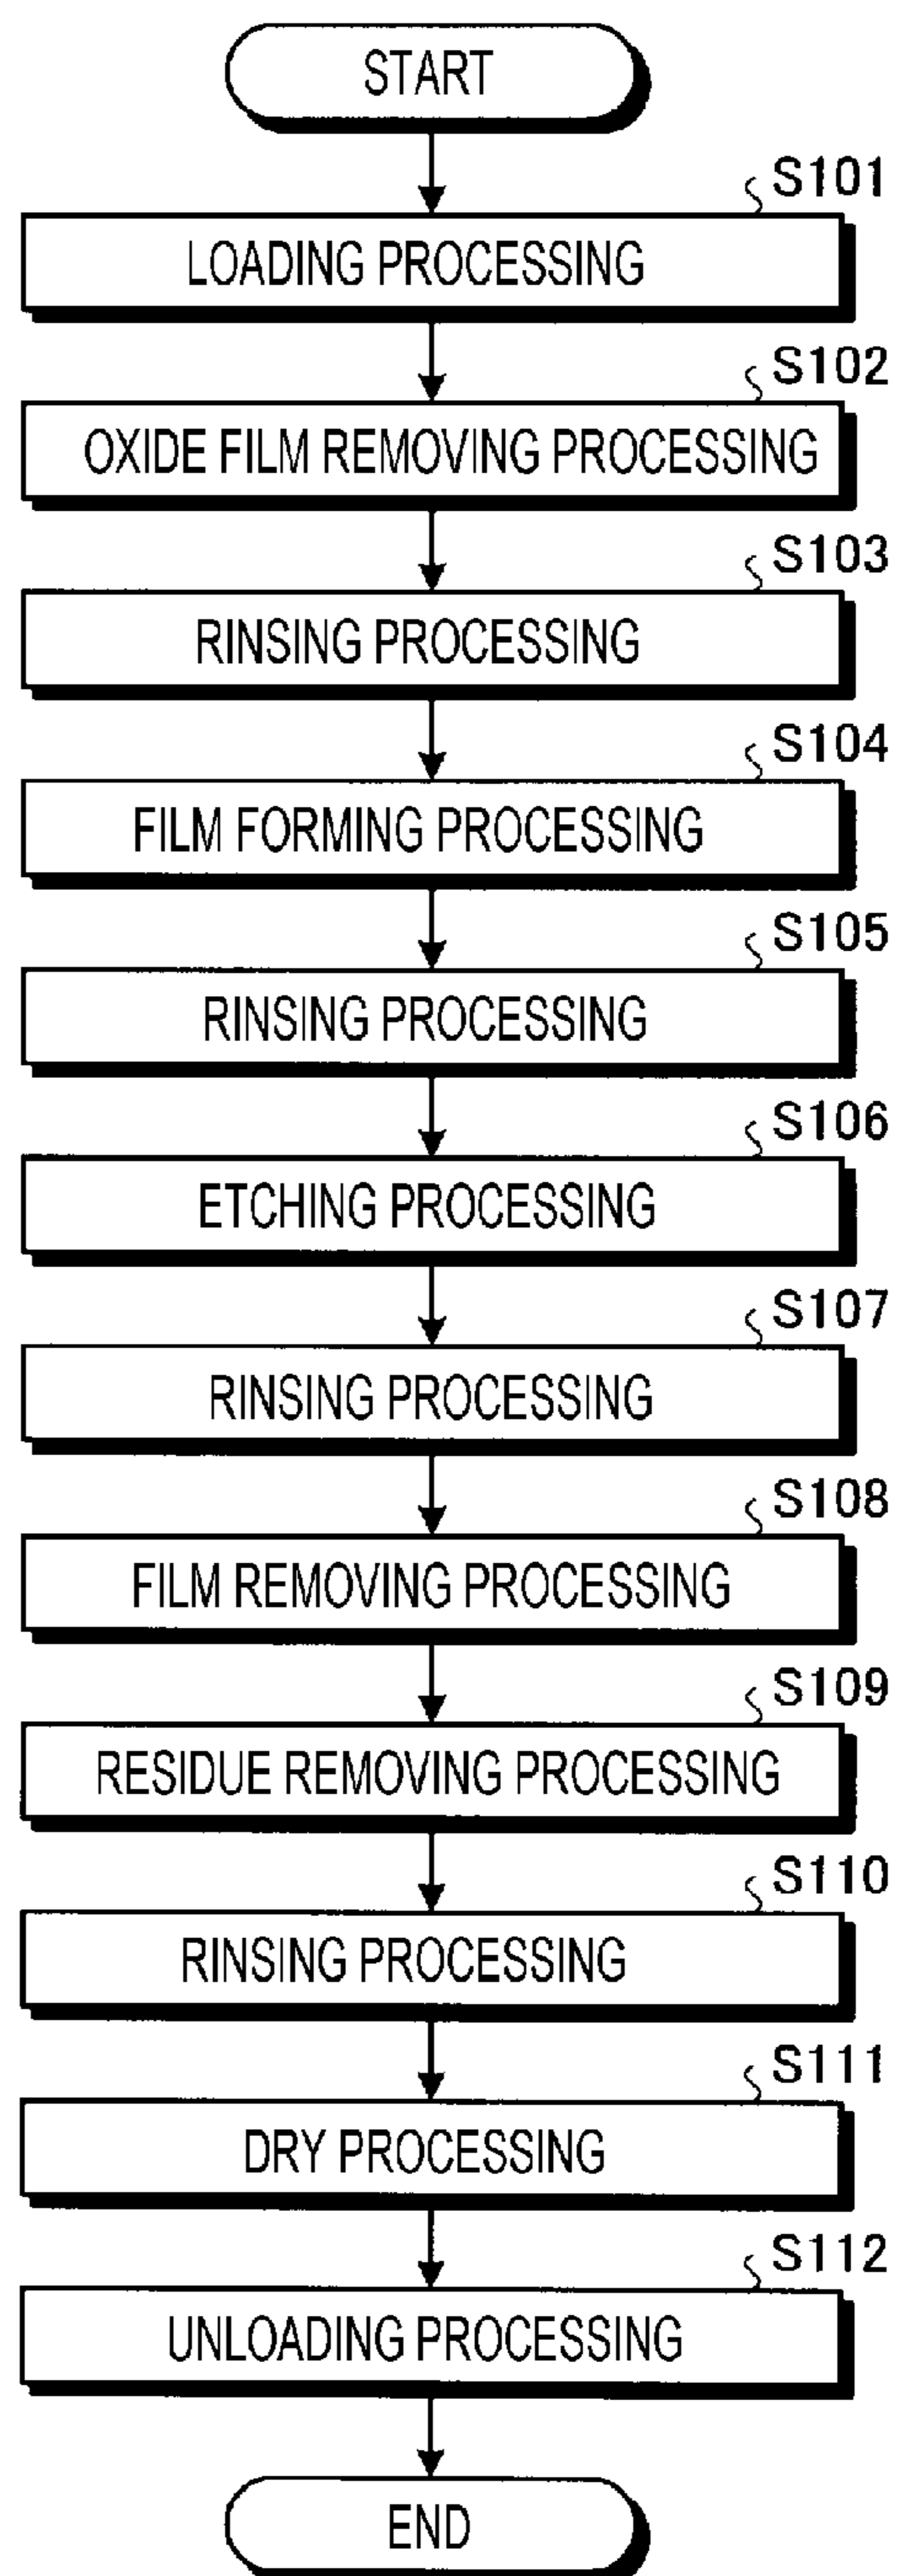 START
S101
LOADING PROCESSING
S102
OXIDE FILM REMOVING PROCESSING
S103
RINSING PROCESSING
S104
FILM FORMING PROCESSING
S105
RINSING PROCESSING
S106
ETCHING PROCESSING
S107
RINSING PROCESSING
S108
FILM REMOVING PROCESSING
S109
RESIDUE REMOVING PROCESSING
S110
RINSING PROCESSING
S111
DRY PROCESSING
S112
UNLOADING PROCESSING
END